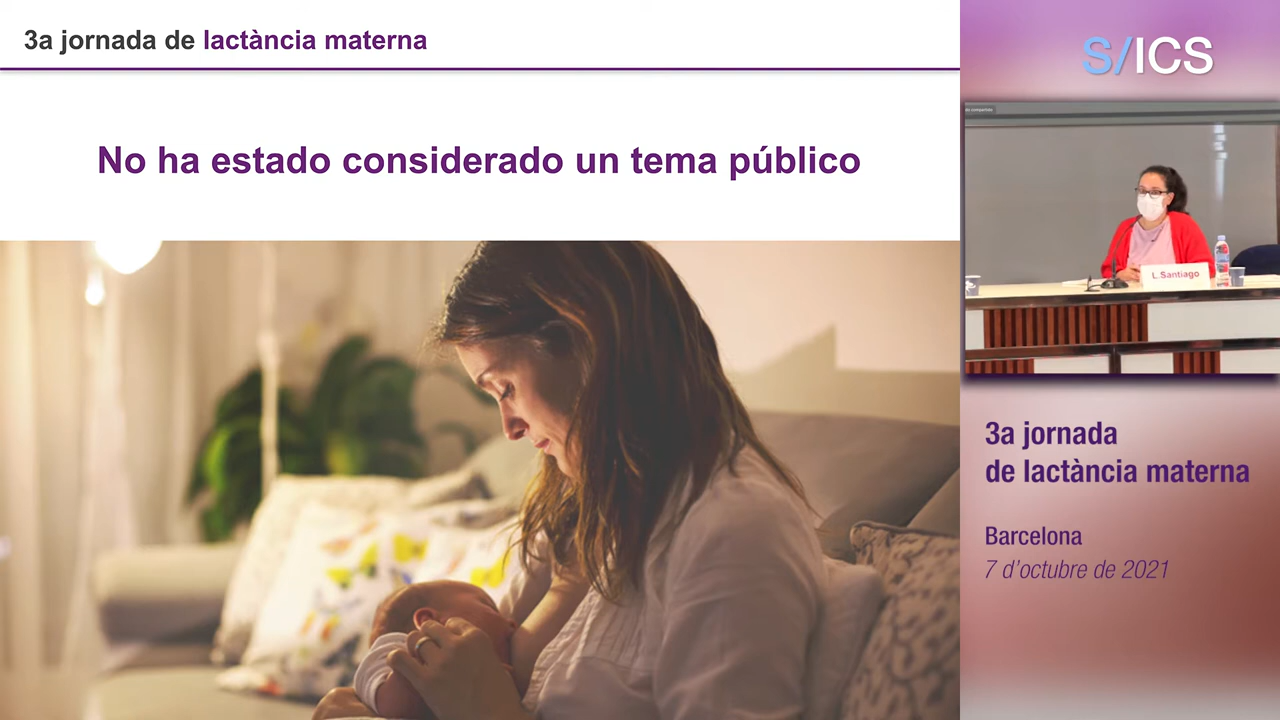 3a jornada de lactància materna
No ha estado considerado un tema público
S/ICS
L.Santiago
3a jornada
de lactància materna
Barcelona
7 d'octubre de 2021